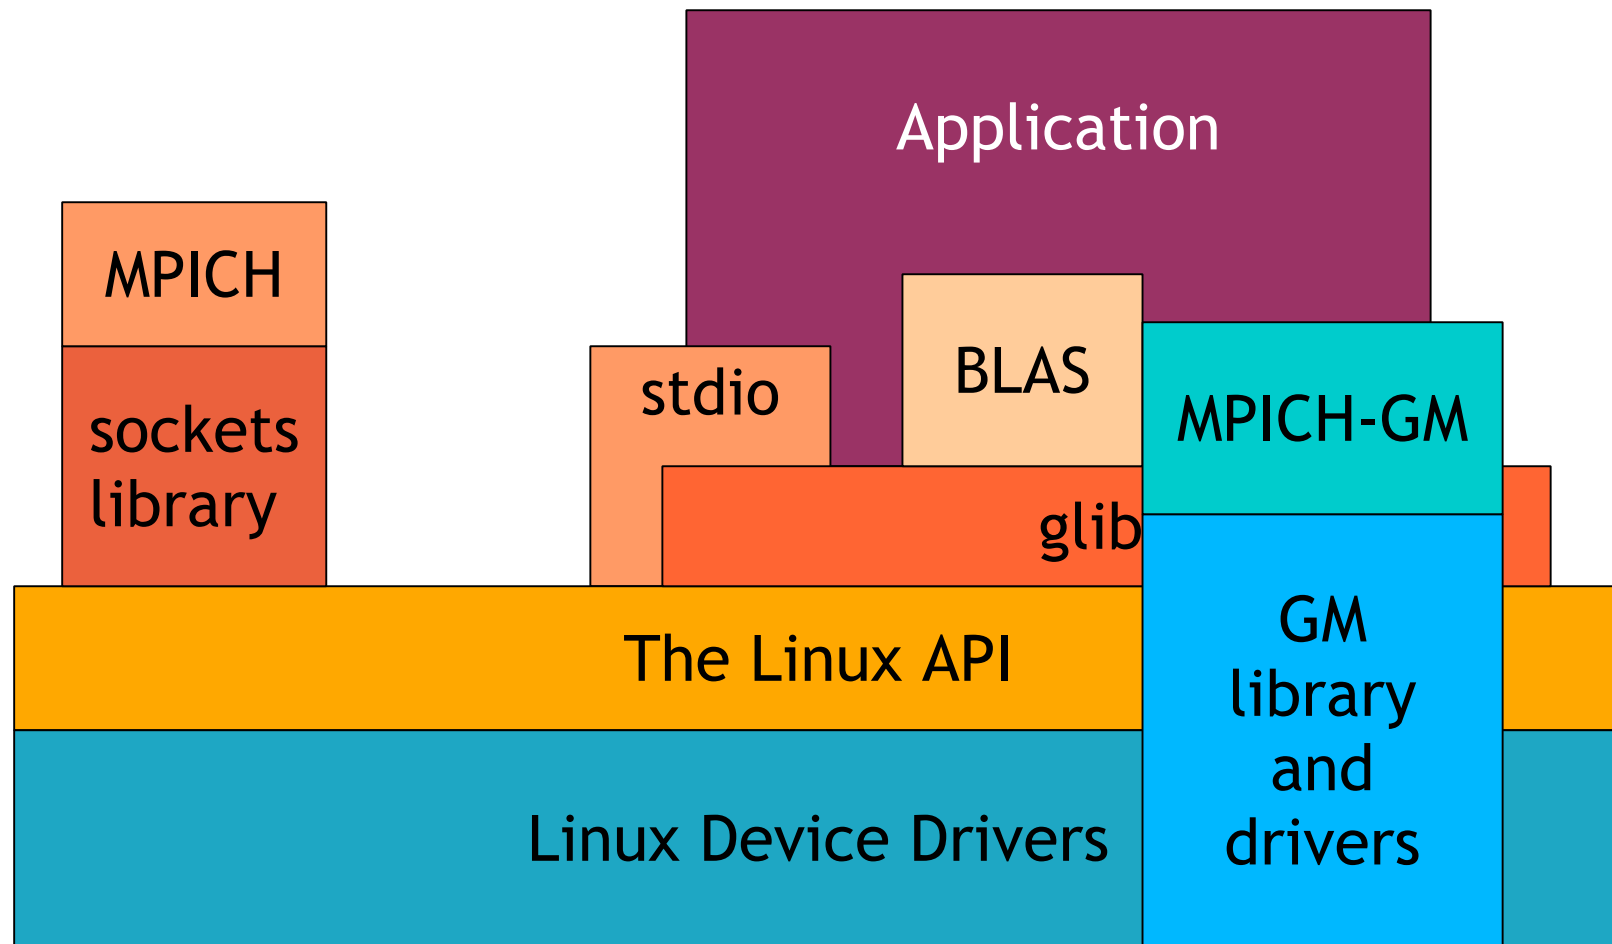 Application
MPICH
BLAS
stdio
MPICH-GM
sockets
library
glib
The Linux API
GM
library
and
drivers
Linux Device Drivers